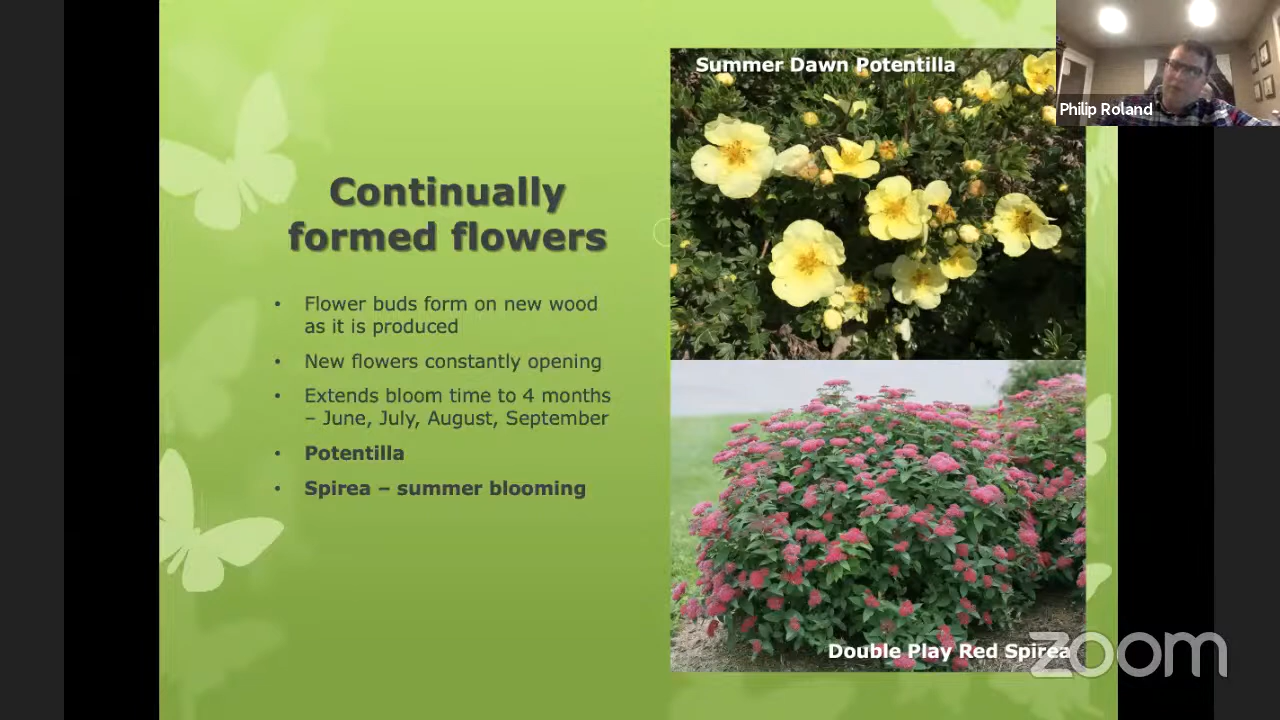 Summer Dawn Potentilla
Philip Roland
Continually
formed flowers
• Flower buds form on new wood
as it is produced
• New flowers constantly opening
• Extends bloom time to 4 months
– June, July, August, September
• Potentilla
• Spirea – summer blooming
Double Play Red Spirea
zoom